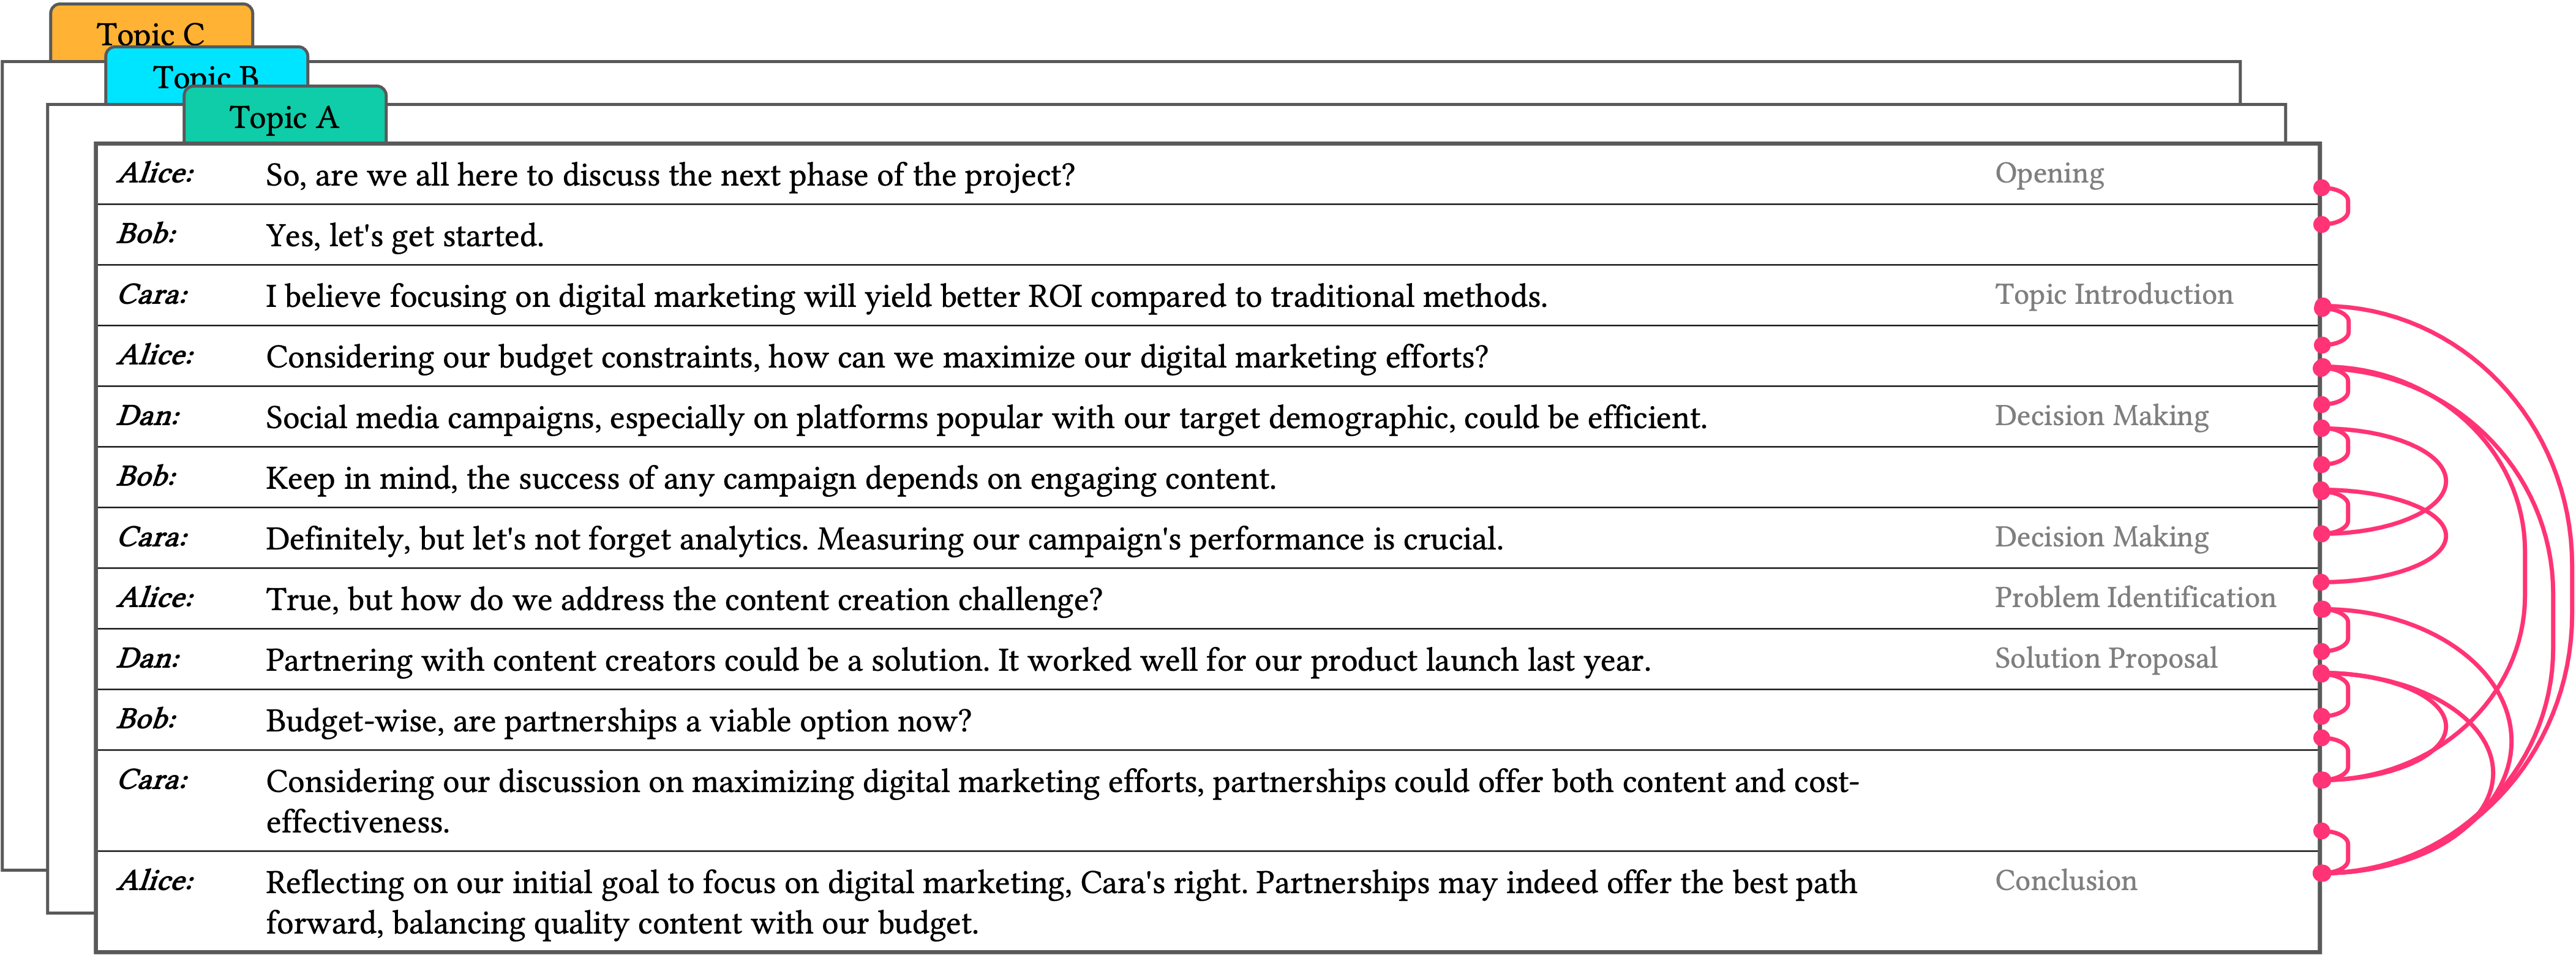 Topic C
Topic B
Topic A
Alice: So, are we all here to discuss the next phase of the project? Opening
Bob: Yes, let's get started.
Cara: I believe focusing on digital marketing will yield better ROI compared to traditional methods. Topic Introduction
Alice: Considering our budget constraints, how can we maximize our digital marketing efforts?
Dan: Social media campaigns, especially on platforms popular with our target demographic, could be efficient. Decision Making
Bob: Keep in mind, the success of any campaign depends on engaging content.
Cara: Definitely, but let's not forget analytics. Measuring our campaign's performance is crucial. Decision Making
Alice: True, but how do we address the content creation challenge? Problem Identification
Dan: Partnering with content creators could be a solution. It worked well for our product launch last year. Solution Proposal
Bob: Budget-wise, are partnerships a viable option now?
Cara: Considering our discussion on maximizing digital marketing efforts, partnerships could offer both content and cost-
effectiveness.
Alice: Reflecting on our initial goal to focus on digital marketing, Cara's right. Partnerships may indeed offer the best path Conclusion
forward, balancing quality content with our budget.